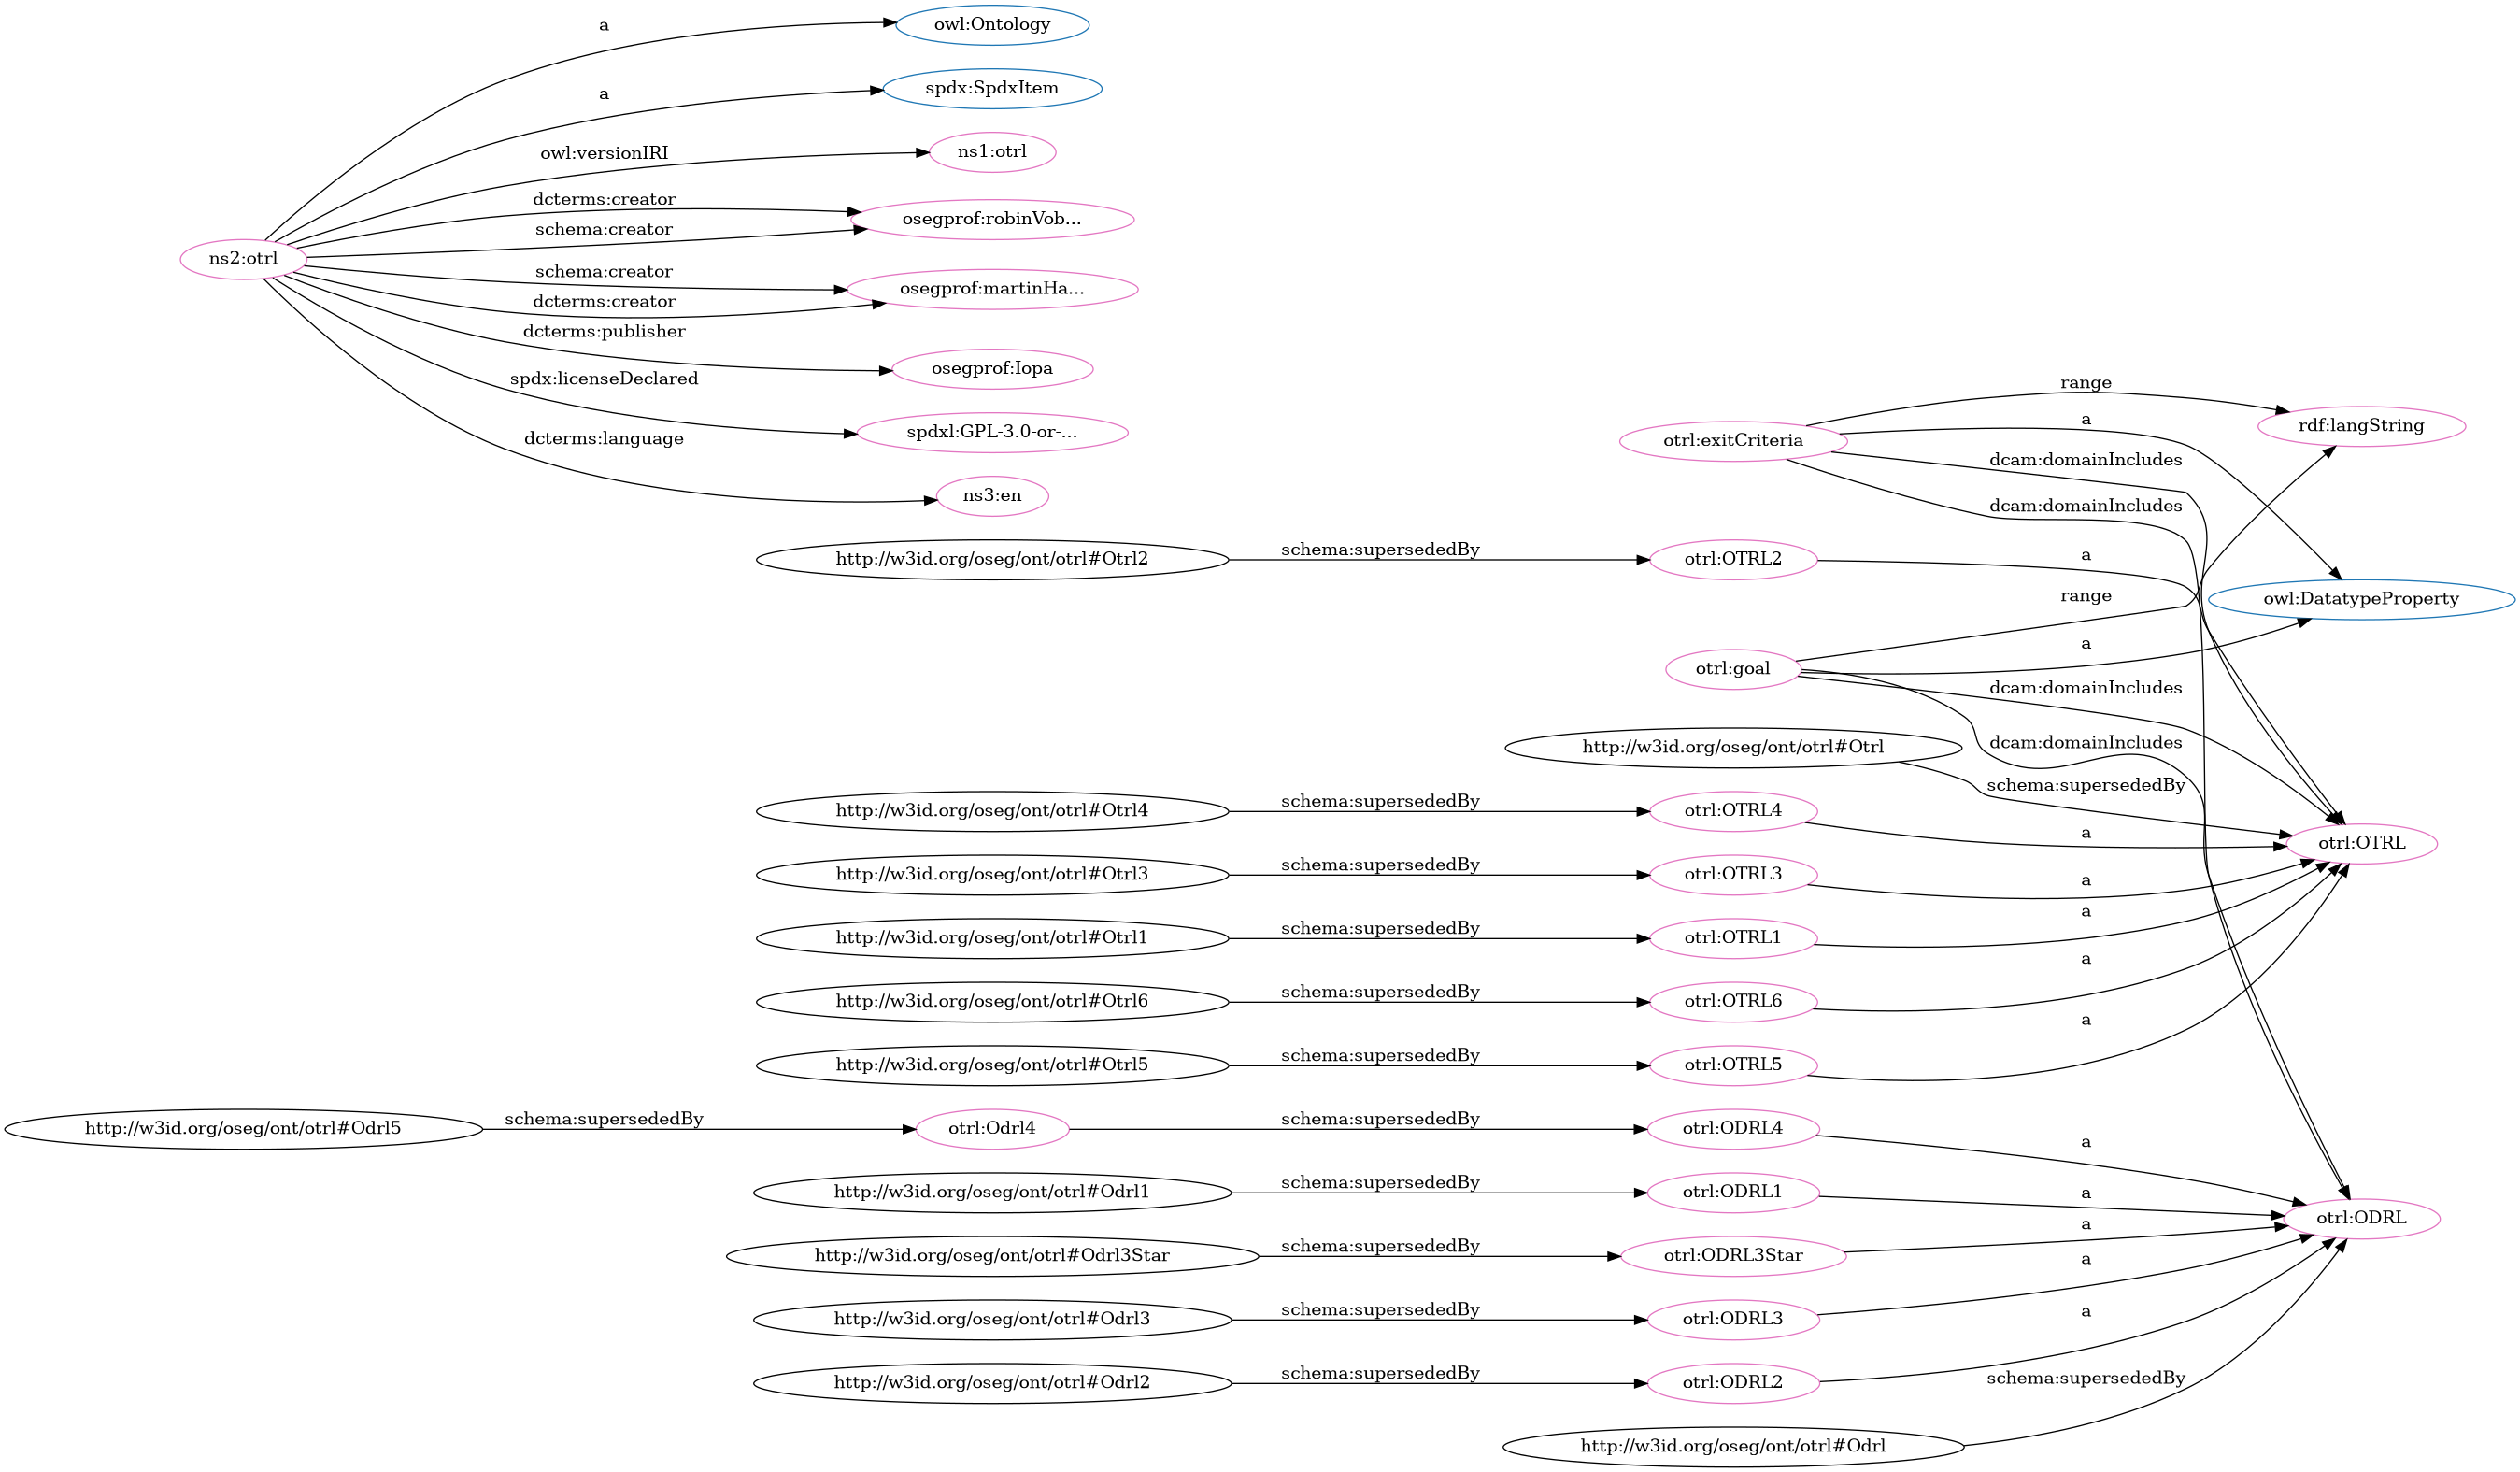 a
owl:Ontology
a
spdx:SpdxItem
owl:versionIRI
ns1:otrl
dcterms:creator
osegprof:robinVob...
schema:creator
ns2:otrl
schema:creator
osegprof:martinHa...
dcterms:creator
dcterms:publisher
osegprof:Iopa
spdx:licenseDeclared
spdxl:GPL-3.0-or-...
dcterms:language
ns3:en
otrl:exitCriteria
range
rdf:langString
a
dcam:domainIncludes
dcam:domainIncludes
http://w3id.org/oseg/ont/otrl#Otrl2
schema:supersededBy
otrl:OTRL2
a
range
owl:DatatypeProperty
otrl:goal
a
dcam:domainIncludes
dcam:domainIncludes
http://w3id.org/oseg/ont/otrl#Otrl
schema:supersededBy
http://w3id.org/oseg/ont/otrl#Otrl4
schema:supersededBy
otrl:OTRL4
a
otrl:OTRL
http://w3id.org/oseg/ont/otrl#Otrl3
schema:supersededBy
otrl:OTRL3
a
http://w3id.org/oseg/ont/otrl#Otrl1
schema:supersededBy
otrl:OTRL1
a
http://w3id.org/oseg/ont/otrl#Otrl6
schema:supersededBy
otrl:OTRL6
a
http://w3id.org/oseg/ont/otrl#Otrl5
schema:supersededBy
otrl:OTRL5
a
http://w3id.org/oseg/ont/otrl#Odrl5
schema:supersededBy
otrl:Odrl4
schema:supersededBy
otrl:ODRL4
a
http://w3id.org/oseg/ont/otrl#Odrl1
schema:supersededBy
otrl:ODRL1
a
otrl:ODRL
http://w3id.org/oseg/ont/otrl#Odrl3Star
schema:supersededBy
otrl:ODRL3Star
a
http://w3id.org/oseg/ont/otrl#Odrl3
schema:supersededBy
otrl:ODRL3
a
http://w3id.org/oseg/ont/otrl#Odrl2
schema:supersededBy
otrl:ODRL2
a
http://w3id.org/oseg/ont/otrl#Odrl
schema:supersededBy